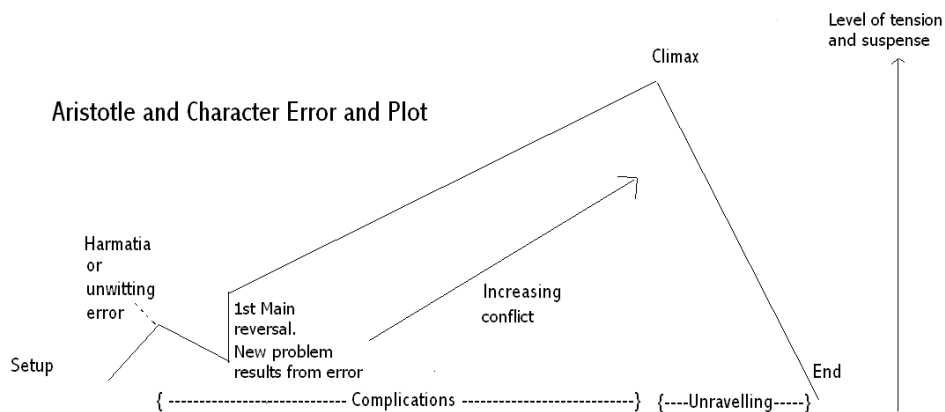 Level of tension
and suspense
Climax
Aristotle and Character Error and Plot
Harmatia
or
unwitting
error
1st Main
reversal.
New problem
results from error
Increasing
conflict
Setup
End
{ ---------------------------- Complications ---------------------------- } {----Unravelling-----}